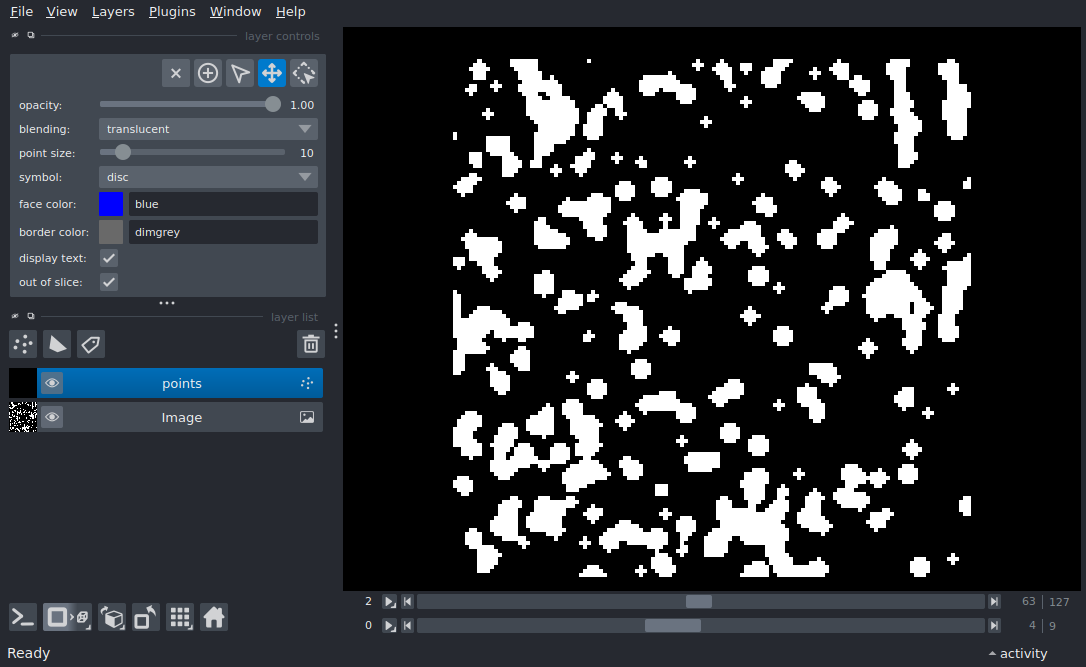 File View Layers Plugins Window Help
layer controls
opacity: 1.00
blending: translucent
point size: 10
symbol: disc
face color: blue
border color: dimgrey
display text:
out of slice:
layer list
points
Image
2 63 | 127
0 4 | 9
Ready activity